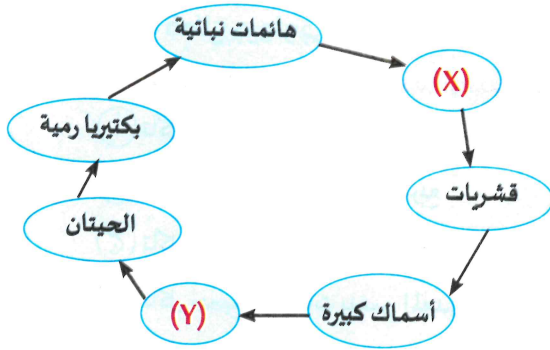 هائمات نباتية
(X)
قشريات
أسماك كبيرة
(Y)
الحيتان
بكتيريا رمية